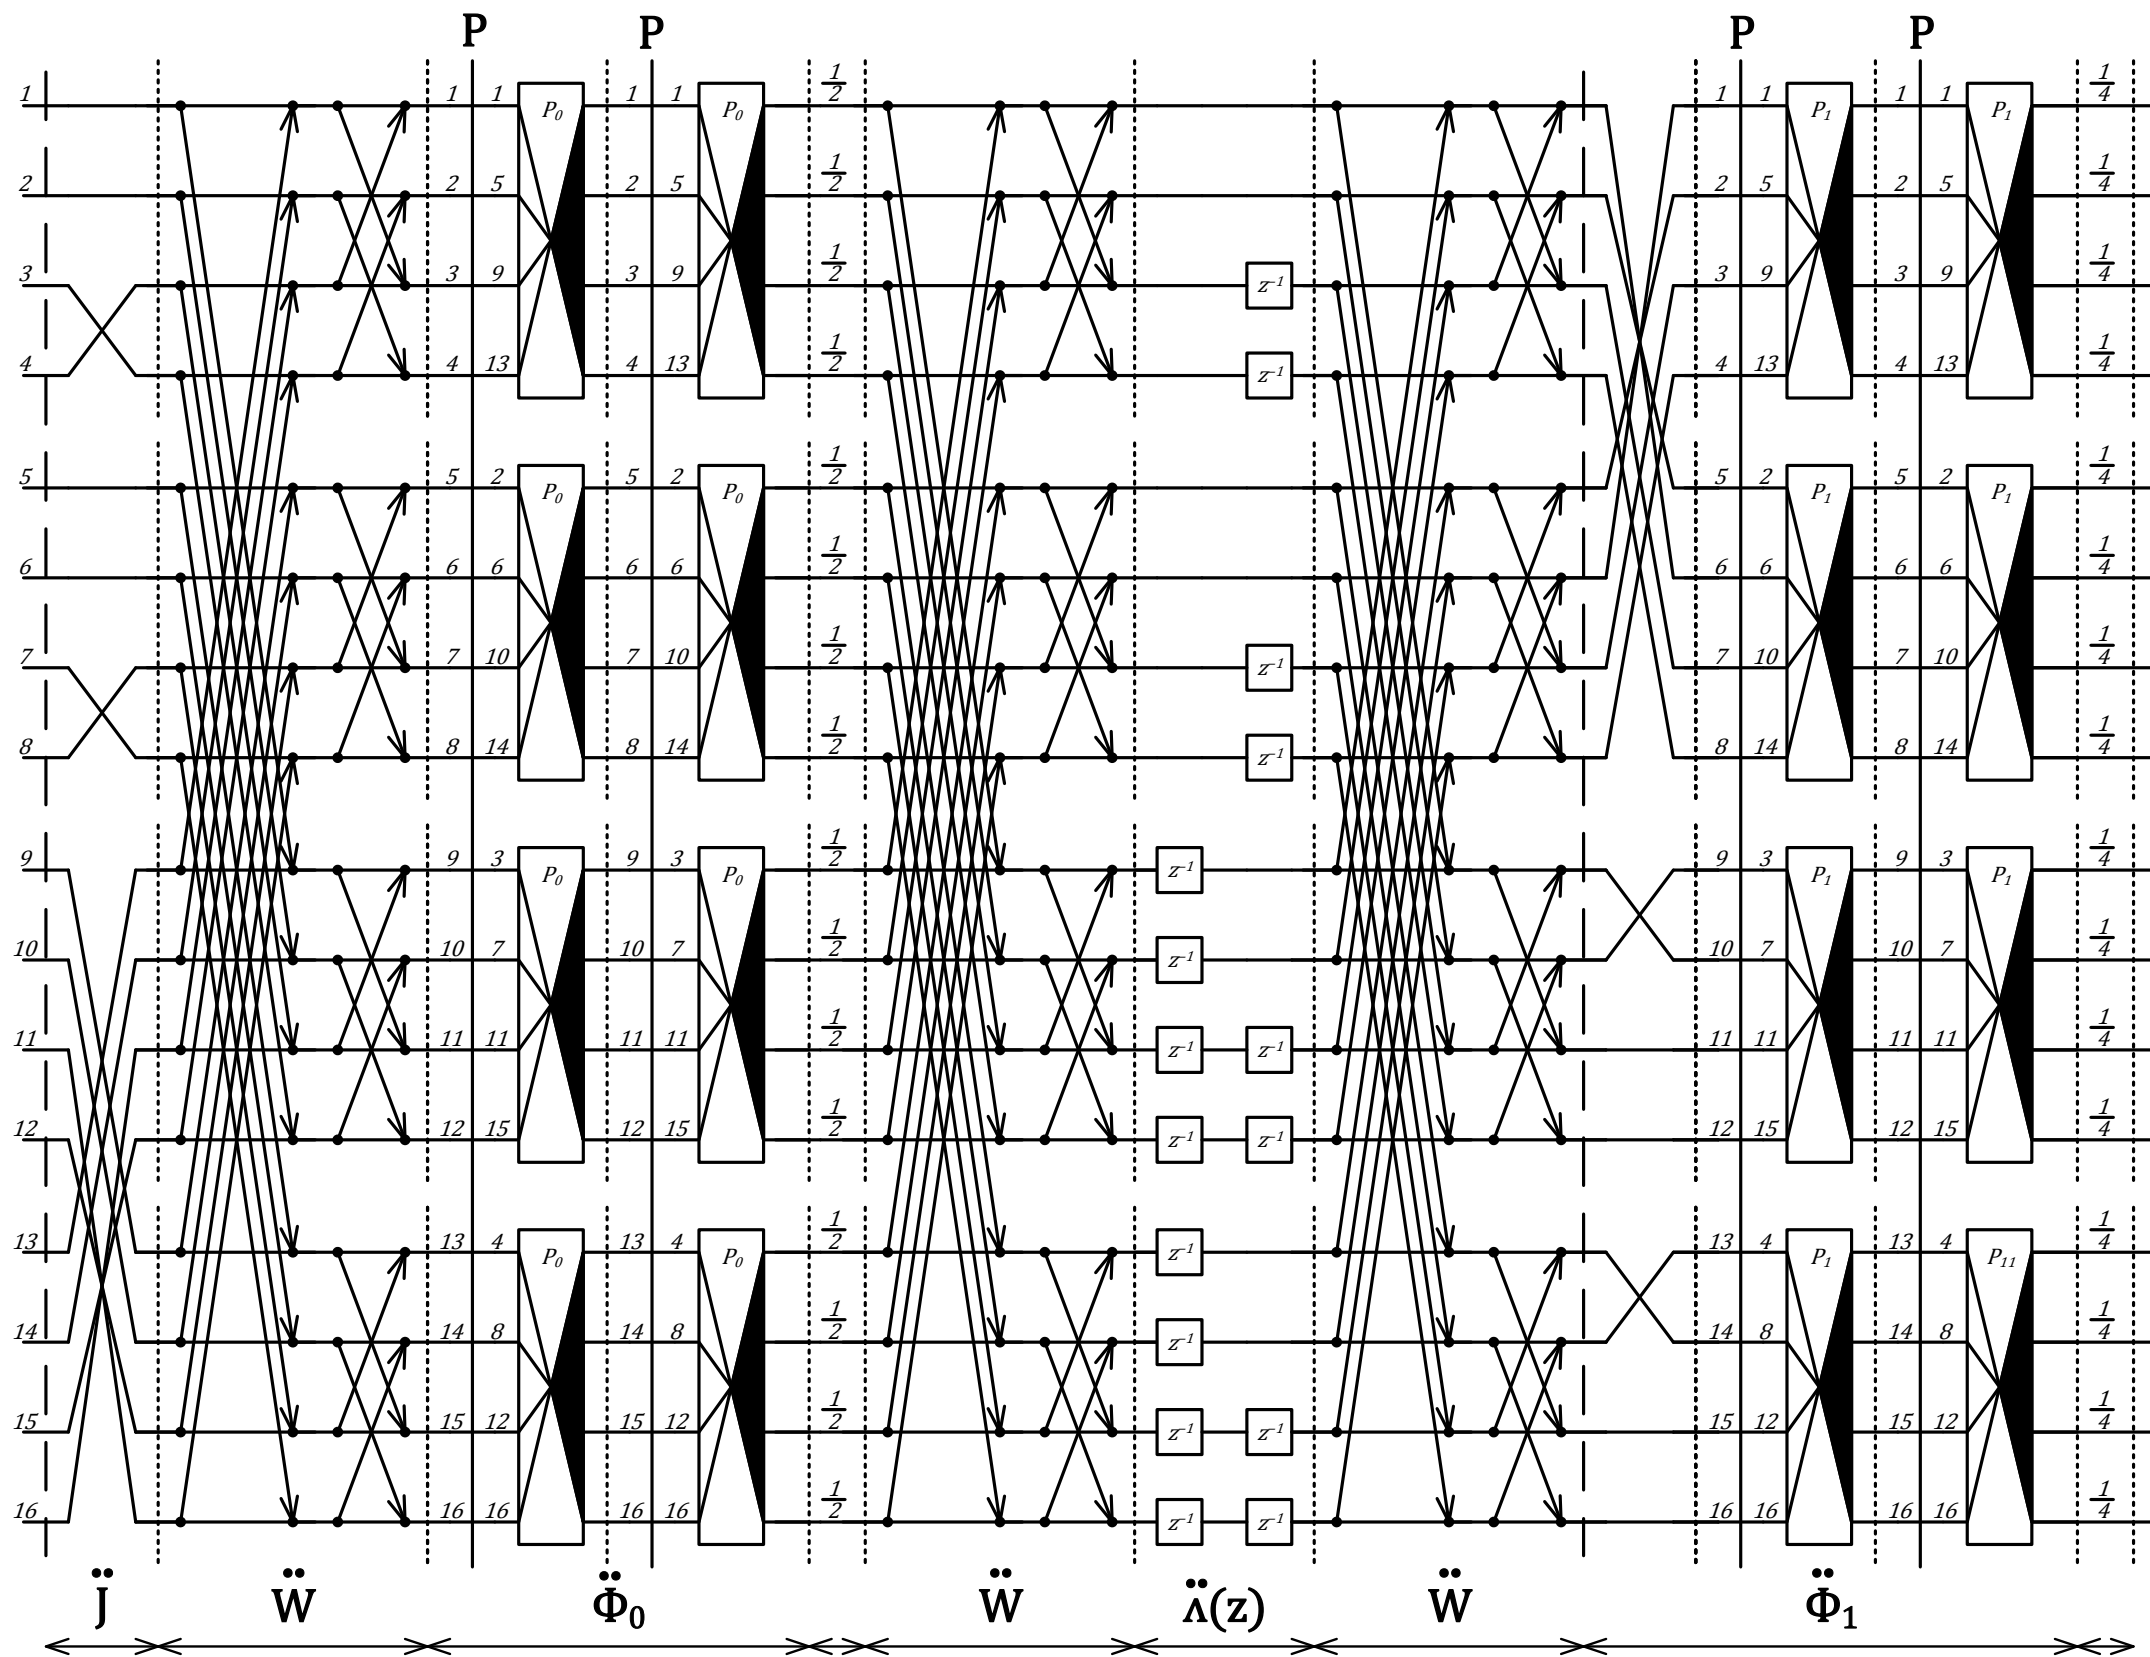 P P P P
1 1 1 P₀ 1 1 P₀ 1/2 1 1 P₁ 1 1 P₁ 1/4
2 2 5 2 5 1/2 2 5 2 5 1/4
3 3 9 3 9 1/2 z⁻¹ 3 9 3 9 1/4
4 4 13 4 13 1/2 z⁻¹ 4 13 4 13 1/4
5 5 2 P₀ 5 2 P₀ 1/2 5 2 P₁ 5 2 P₁ 1/4
6 6 6 6 6 1/2 6 6 6 6 1/4
7 7 10 7 10 1/2 z⁻¹ 7 10 7 10 1/4
8 8 14 8 14 1/2 z⁻¹ 8 14 8 14 1/4
9 9 3 P₀ 9 3 P₀ 1/2 z⁻¹ 9 3 P₁ 9 3 P₁ 1/4
10 10 7 10 7 1/2 z⁻¹ 10 7 10 7 1/4
11 11 11 11 11 1/2 z⁻¹ z⁻¹ 11 11 11 11 1/4
12 12 15 12 15 1/2 z⁻¹ z⁻¹ 12 15 12 15 1/4
13 13 4 P₀ 13 4 P₀ 1/2 z⁻¹ 13 4 P₁ 13 4 P₁₁ 1/4
14 14 8 14 8 1/2 z⁻¹ 14 8 14 8 1/4
15 15 12 15 12 1/2 z⁻¹ z⁻¹ 15 12 15 12 1/4
16 16 16 16 16 1/2 z⁻¹ z⁻¹ 16 16 16 16 1/4
J̈ Ẅ Φ̈₀ Ẅ Λ̈(z) Ẅ Φ̈₁